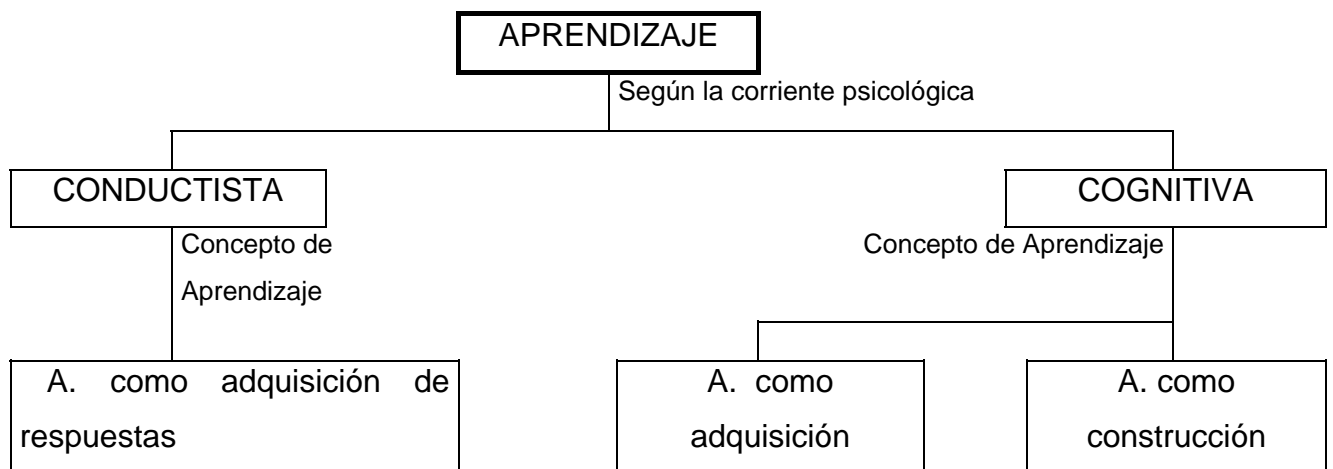 APRENDIZAJE
Según la corriente psicológica
CONDUCTISTA
COGNITIVA
Concepto de
Aprendizaje
Concepto de Aprendizaje
A. como adquisición de
respuestas
A. como
adquisición
A. como
construcción